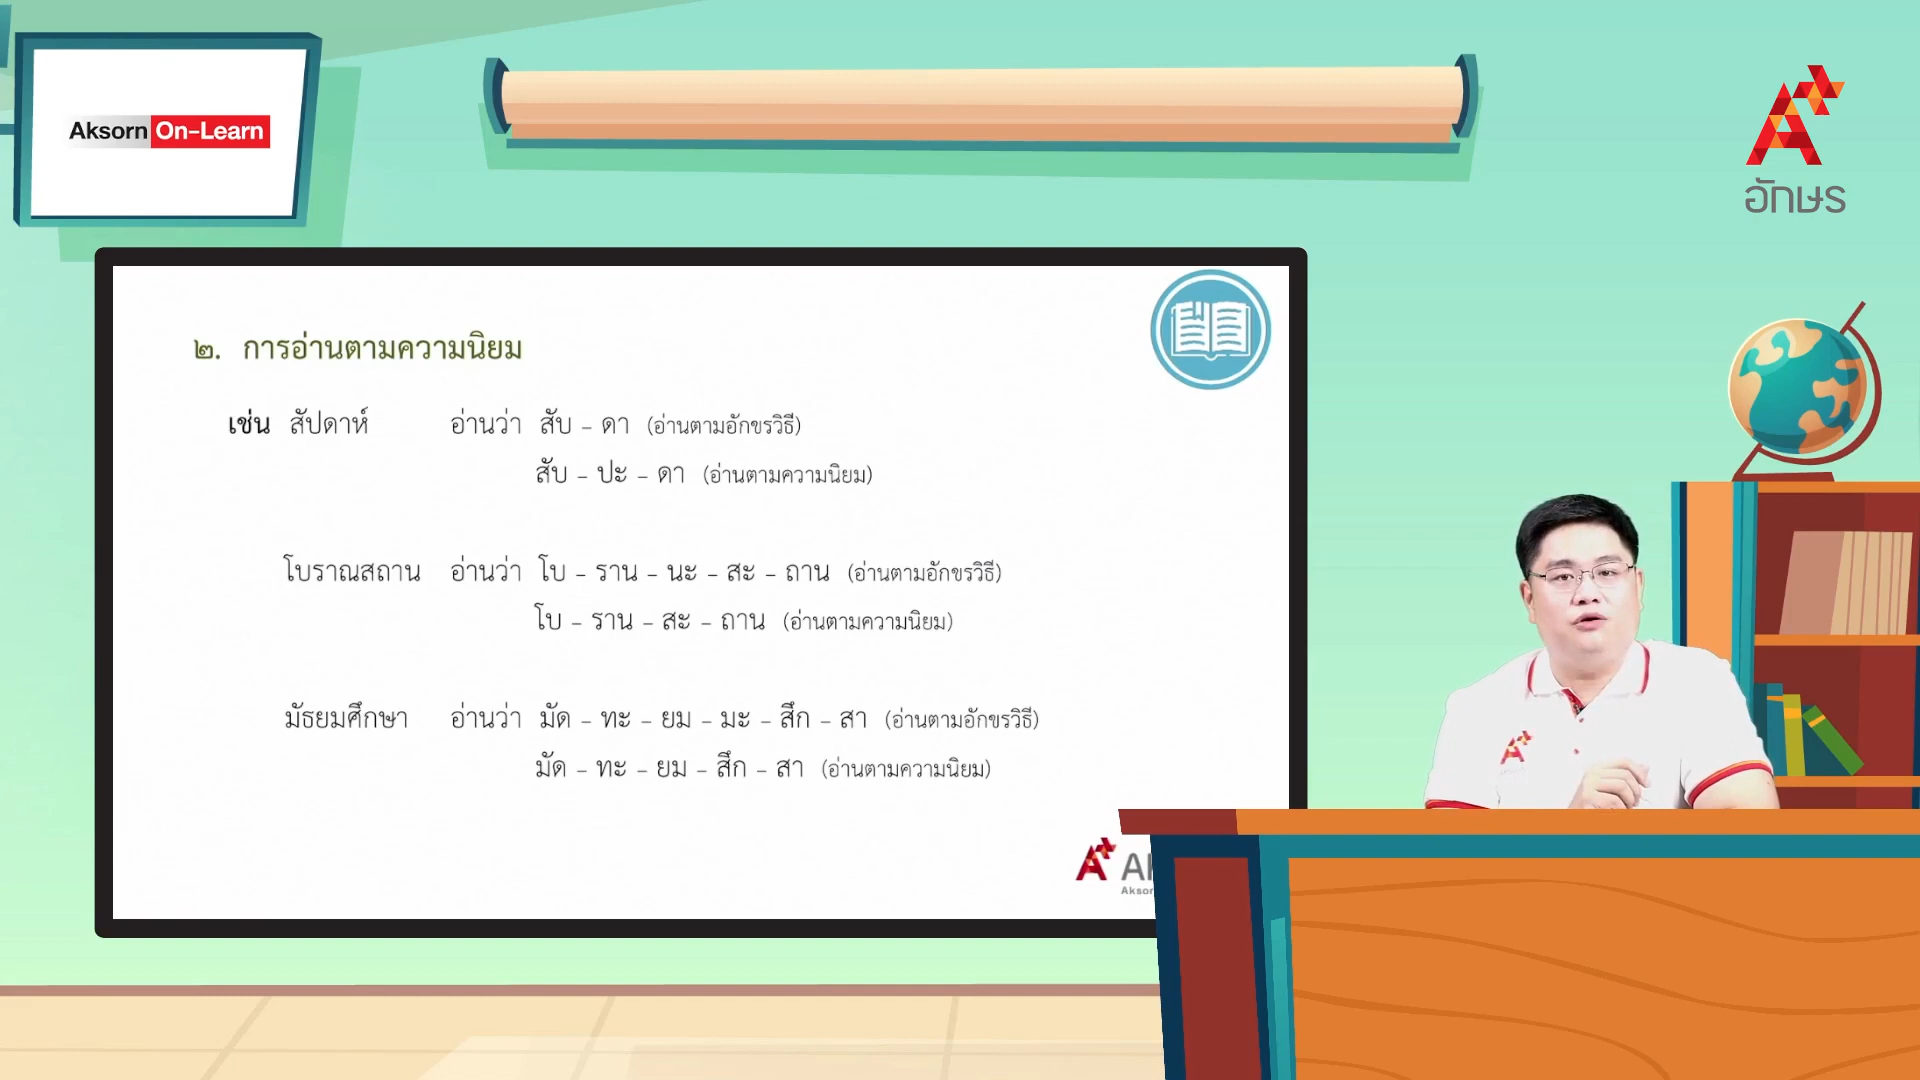 Aksorn On-Learn
อักษร
๒. การอ่านตามความนิยม
เช่น สัปดาห์ อ่านว่า สับ – ดา (อ่านตามอักขรวิธี)
สับ – ปะ – ดา (อ่านตามความนิยม)
โบราณสถาน อ่านว่า โบ – ราน – นะ – สะ – ถาน (อ่านตามอักขรวิธี)
โบ – ราน – สะ – ถาน (อ่านตามความนิยม)
มัธยมศึกษา อ่านว่า มัด – ทะ – ยม – มะ – สึก – สา (อ่านตามอักขรวิธี)
มัด – ทะ – ยม – สึก – สา (อ่านตามความนิยม)